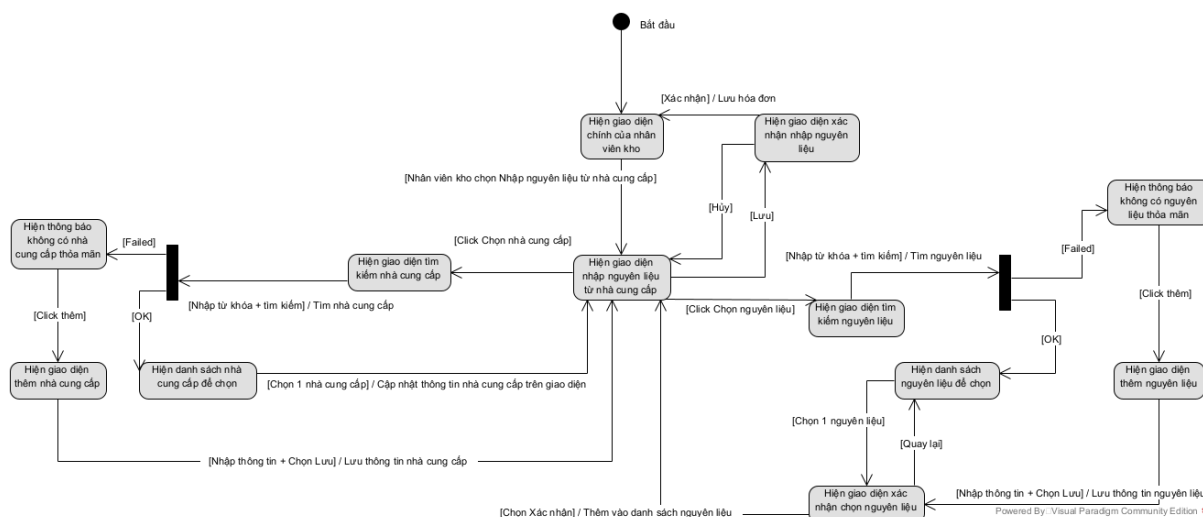 Bắt đầu
[Xác nhận] / Lưu hóa đơn
Hiện giao diện
chính của nhân
viên kho
Hiện giao diện xác
nhận nhập nguyên
liệu
[Nhân viên kho chọn Nhập nguyên liệu từ nhà cung cấp]
[Hủy]
[Lưu]
Hiện thông báo
không có nguyên
liệu thỏa mãn
Hiện thông báo
không có nhà
cung cấp thỏa mãn
[Failed]
[Click Chọn nhà cung cấp]
Hiện giao diện tìm
kiếm nhà cung cấp
Hiện giao diện
nhập nguyên liệu
từ nhà cung cấp
[Nhập từ khóa + tìm kiếm] / Tìm nguyên liệu
[Failed]
[Nhập từ khóa + tìm kiếm] / Tìm nhà cung cấp
[Click thêm]
[OK]
[Click Chọn nguyên liệu]
Hiện giao diện tìm
kiếm nguyên liệu
[Click thêm]
[OK]
Hiện giao diện
thêm nhà cung cấp
Hiện danh sách nhà
cung cấp để chọn
[Chọn 1 nhà cung cấp] / Cập nhật thông tin nhà cung cấp trên giao diện
Hiện danh sách
nguyên liệu để chọn
Hiện giao diện
thêm nguyên liệu
[Chọn 1 nguyên liệu]
[Quay lại]
[Nhập thông tin + Chọn Lưu] / Lưu thông tin nhà cung cấp
Hiện giao diện xác
nhận chọn nguyên liệu
[Nhập thông tin + Chọn Lưu] / Lưu thông tin nguyên liệu
[Chọn Xác nhận] / Thêm vào danh sách nguyên liệu
Powered By: Visual Paradigm Community Edition